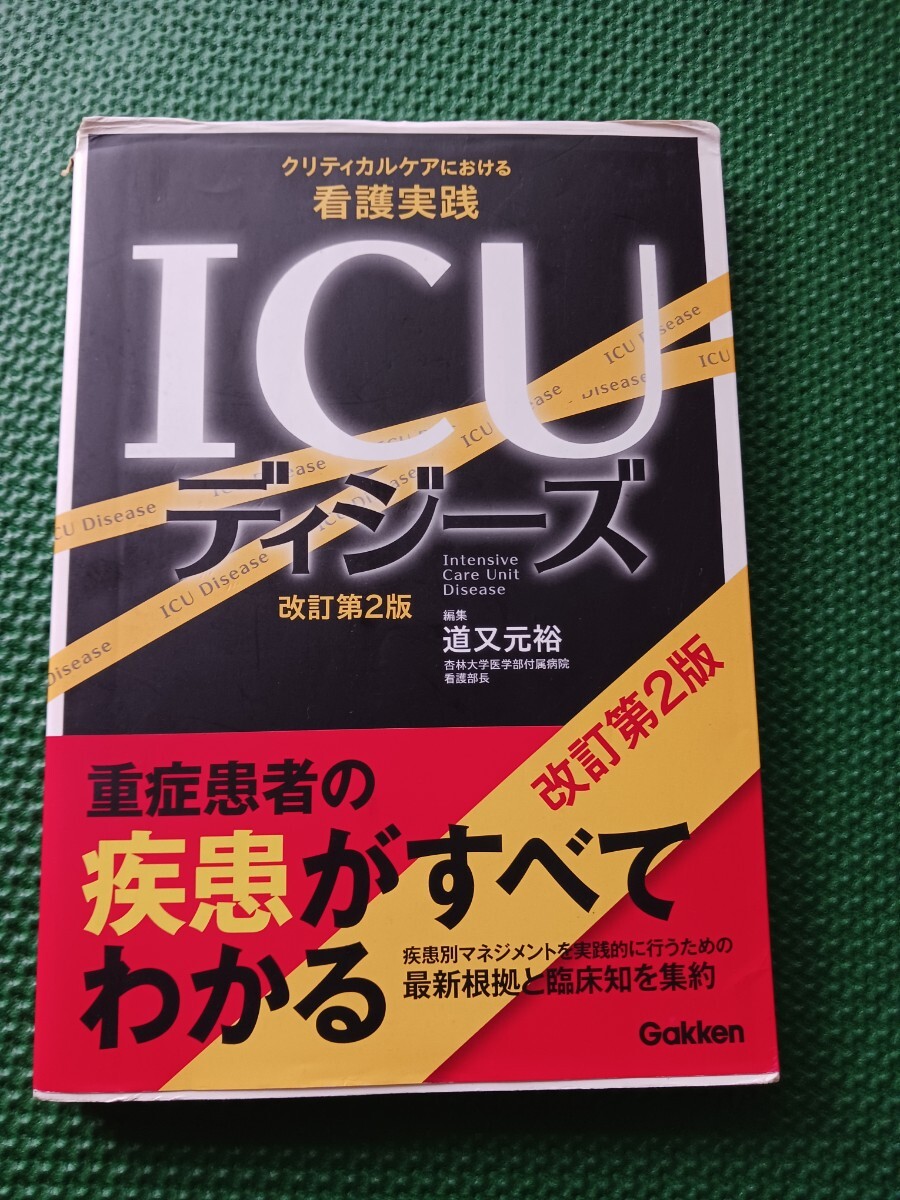 クリティカルケアにおける
看護実践
ICU
ICU Disease
ICU
Disease
ICU Disease
ICU Disease
ICU Disease
CU Disease
ICU Disease
Disease
ディジーズ
Intensive
Care Unit
Disease
改訂第2版
編集
道又元裕
杏林大学医学部付属病院
看護部長
改訂第2版
重症患者の
疾患がすべて
わかる
疾患別マネジメントを実践的に行うための
最新根拠と臨床知を集約
Gakken